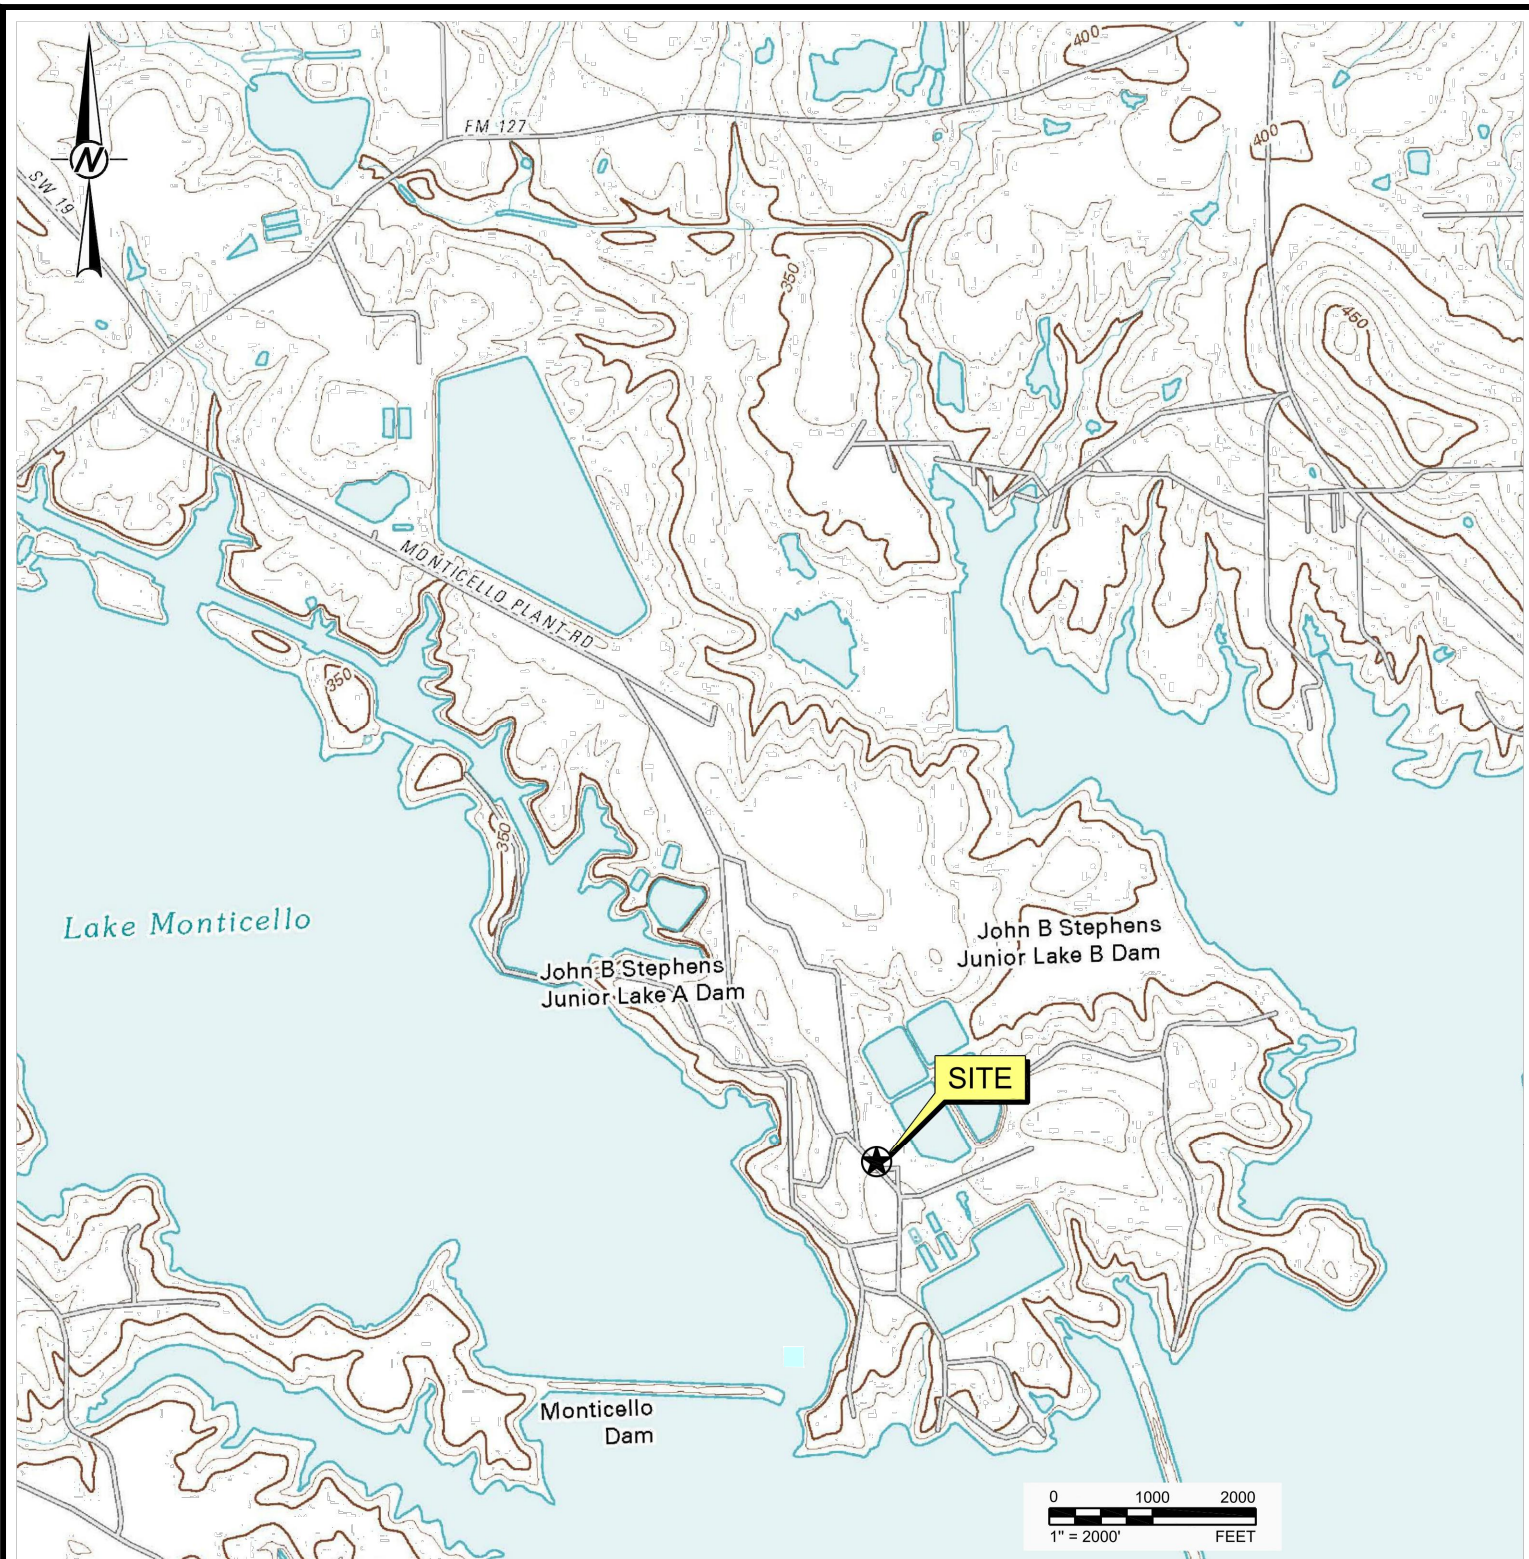 400
FM 127
N
400
SW 19
350
450
MONTICELLO PLANT RD
350
350
Lake Monticello
John B Stephens
Junior Lake B Dam
John B Stephens
Junior Lake A Dam
SITE
Monticello
Dam
0 1000 2000
1" = 2000' FEET